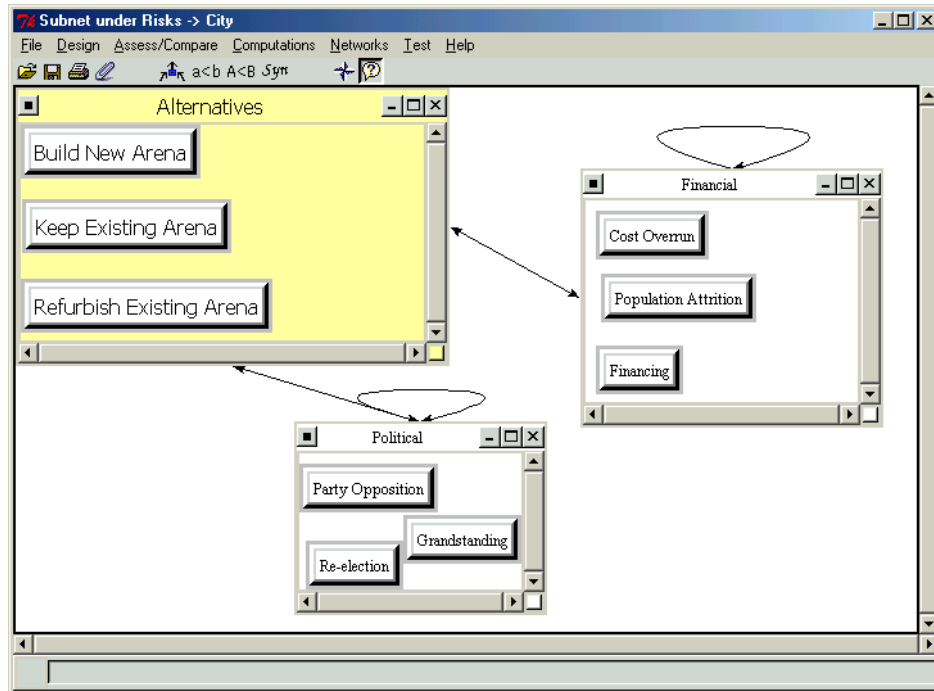 Subnet under Risks -> City
File Design Assess/Compare Computations Networks Test Help
a<b A<B Syn
Alternatives
Build New Arena
Keep Existing Arena
Refurbish Existing Arena
Financial
Cost Overrun
Population Attrition
Financing
Political
Party Opposition
Grandstanding
Re-election